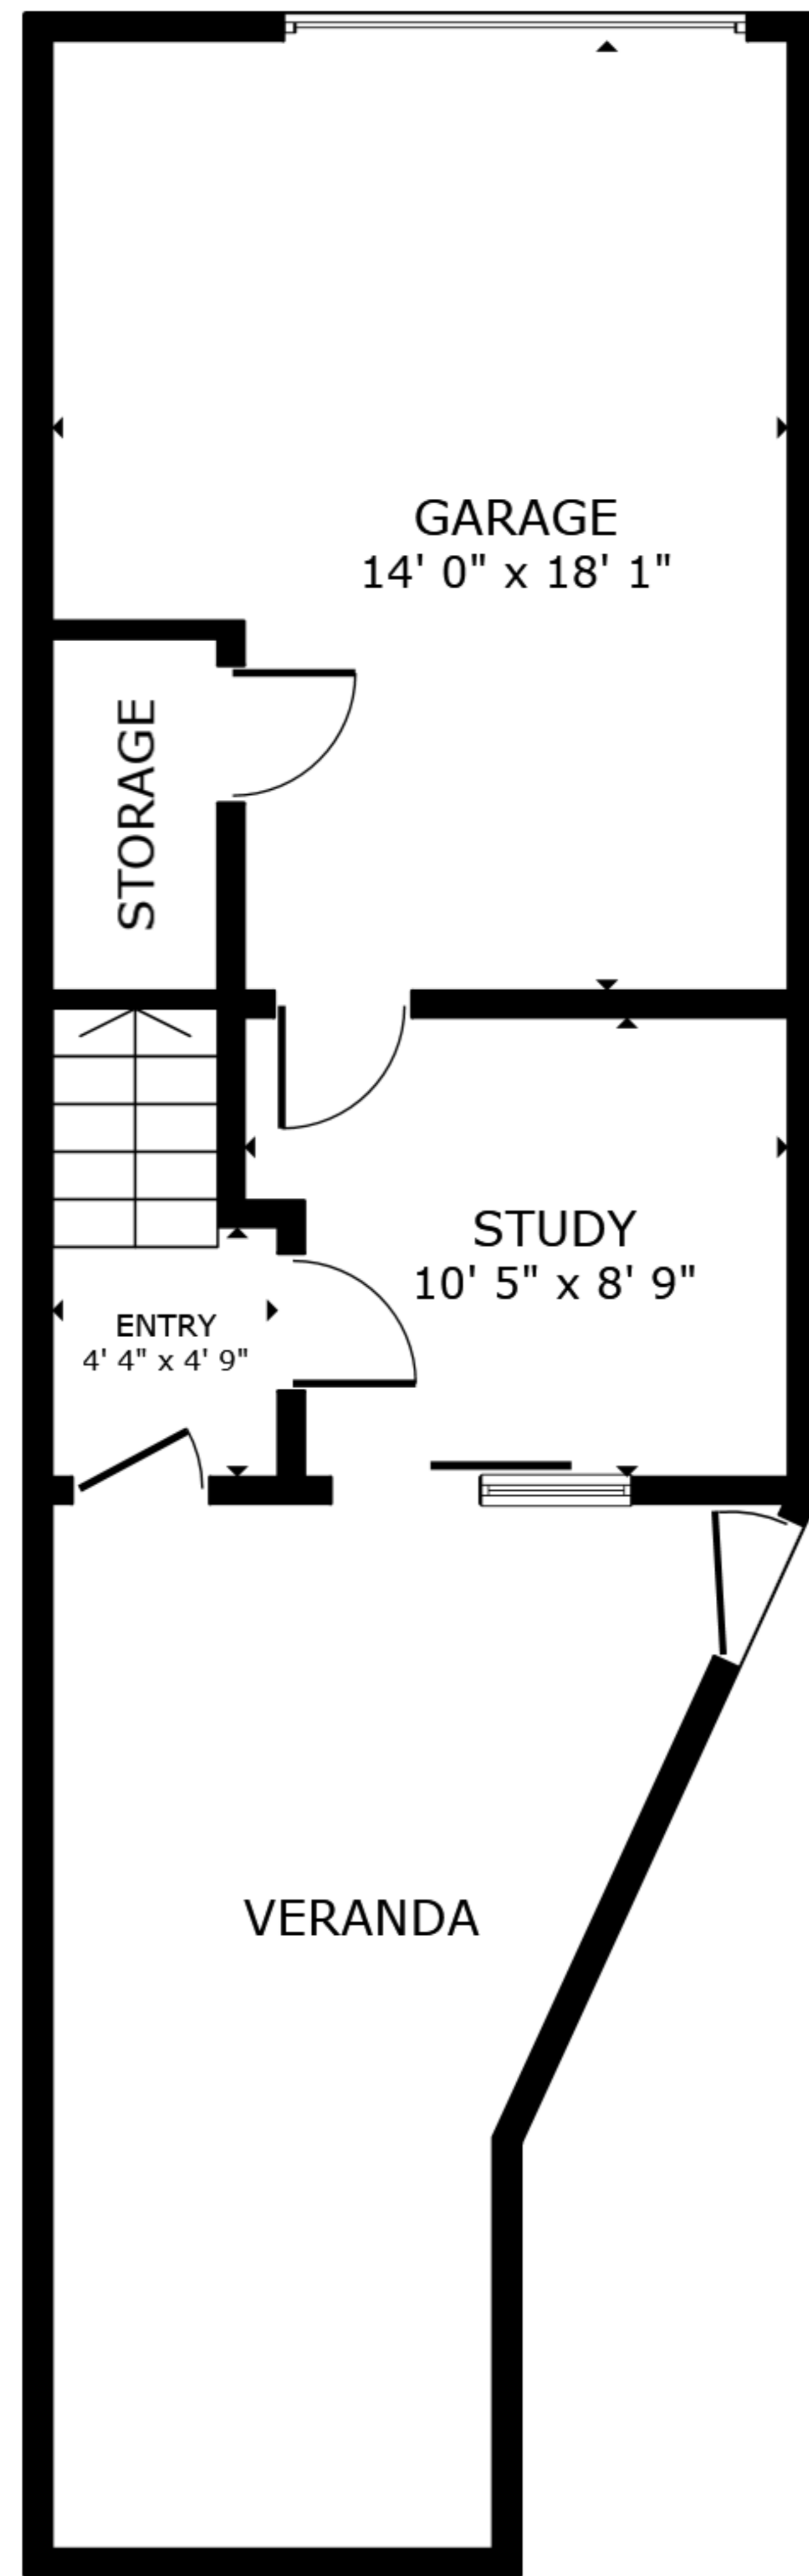 GARAGE
14' 0" x 18' 1"
STORAGE
STUDY
10' 5" x 8' 9"
ENTRY
4' 4" x 4' 9"
VERANDA